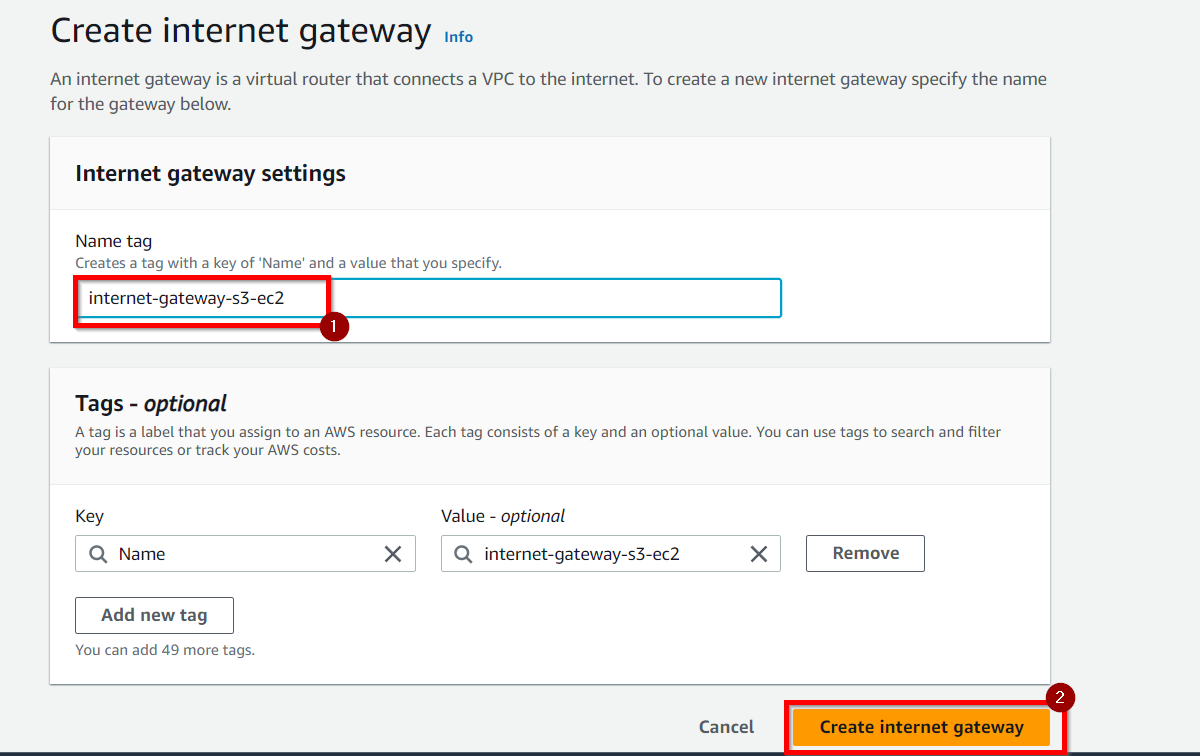 Create internet gateway Info
An internet gateway is a virtual router that connects a VPC to the internet. To create a new internet gateway specify the name
for the gateway below.
Internet gateway settings
Name tag
Creates a tag with a key of 'Name' and a value that you specify.
internet-gateway-s3-ec2
1
Tags - optional
A tag is a label that you assign to an AWS resource. Each tag consists of a key and an optional value. You can use tags to search and filter
your resources or track your AWS costs.
Key Value - optional
Name internet-gateway-s3-ec2 Remove
Add new tag
You can add 49 more tags.
2
Cancel Create internet gateway